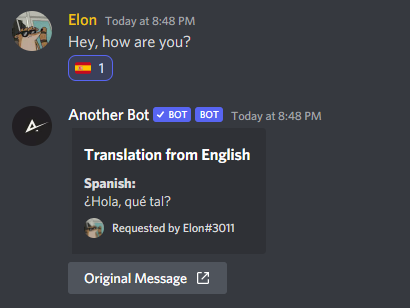 Elon Today at 8:48 PM
Hey, how are you?
1
Another Bot BOT BOT Today at 8:48 PM
Translation from English
Spanish:
¿Hola, qué tal?
Requested by Elon#3011
Original Message